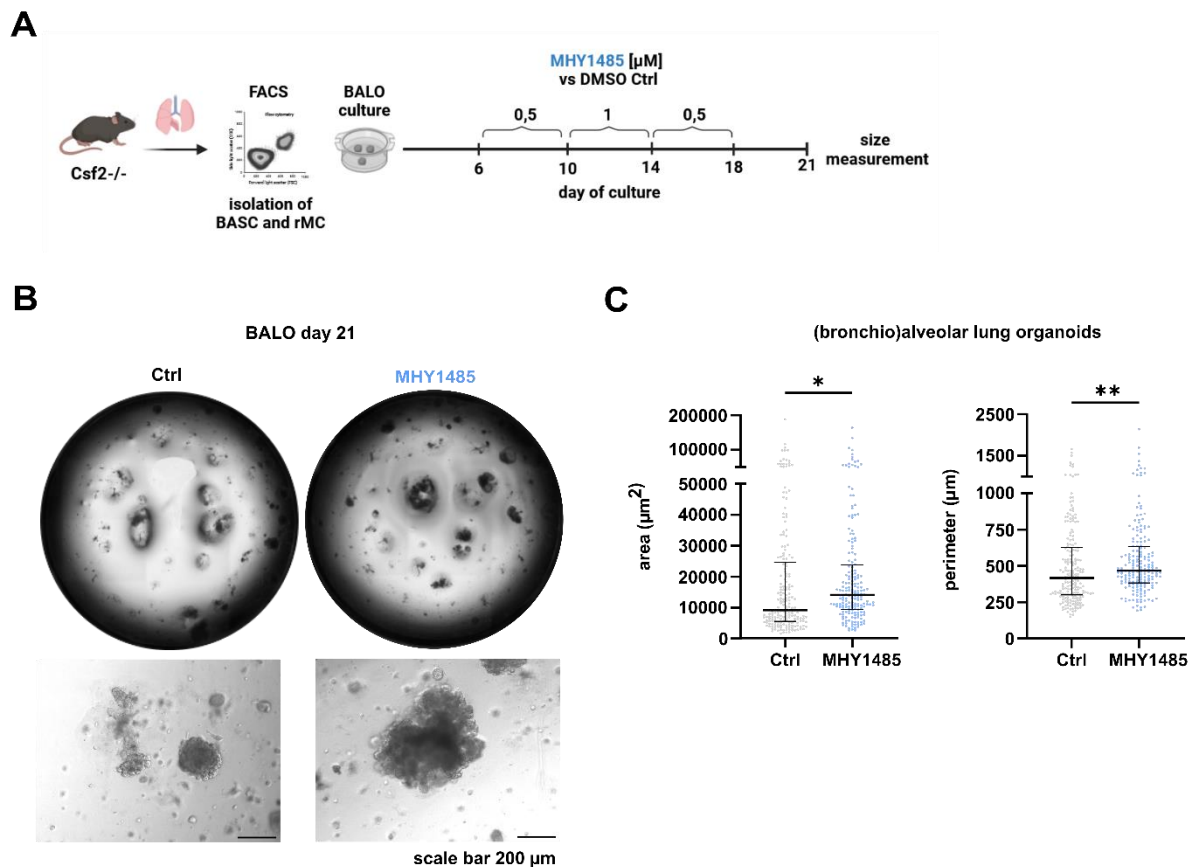 A
MHY1485 [µM]
vs DMSO Ctrl
FACS
BALO
culture
0,5
1
0,5
Csf2-/-
6
10
14
18
21
size
measurement
isolation of
BASC and rMC
day of culture
B
BALO day 21
Ctrl
MHY1485
scale bar 200 µm
C
(bronchio)alveolar lung organoids
*
200000
100000
50000
40000
30000
20000
10000
0
area (µm²)
Ctrl
MHY1485
**
2500
1500
1000
750
500
250
0
perimeter (µm)
Ctrl
MHY1485